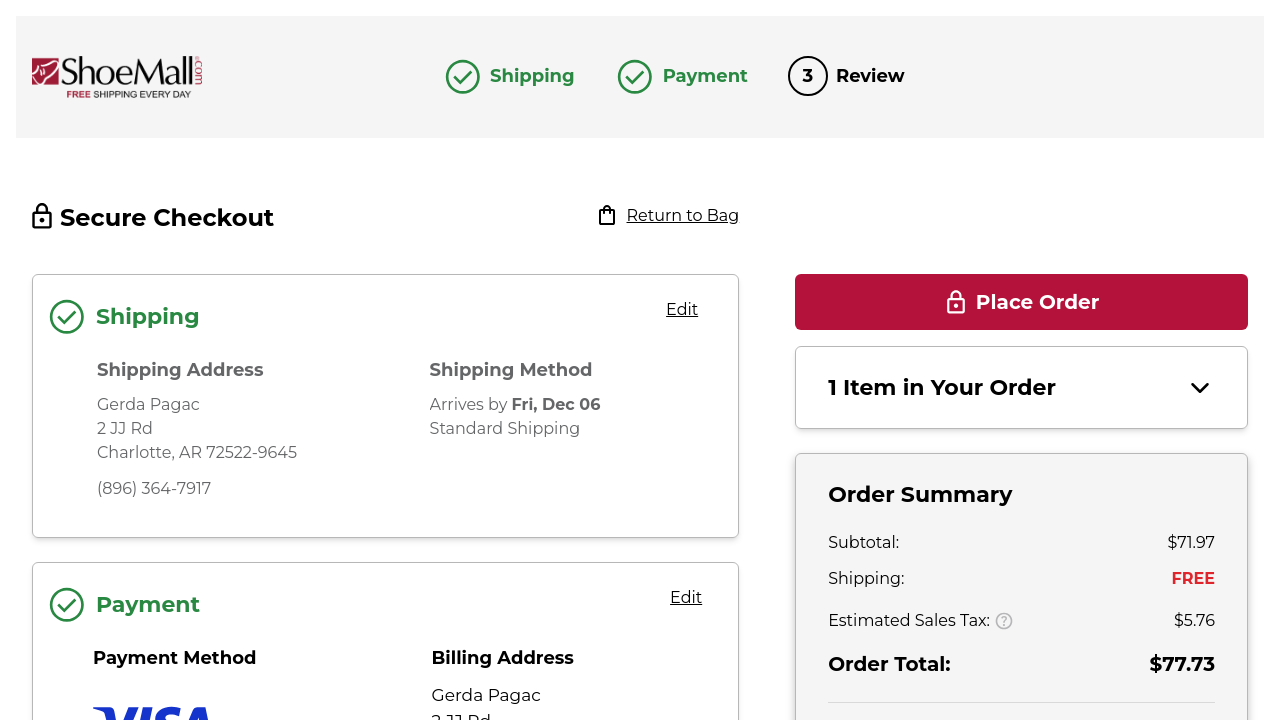 ShoeMall.com
FREE SHIPPING EVERY DAY
Shipping
Payment
3 Review
Secure Checkout
Return to Bag
Shipping
Edit
Shipping Address
Gerda Pagac
2 JJ Rd
Charlotte, AR 72522-9645
(896) 364-7917
Shipping Method
Arrives by Fri, Dec 06
Standard Shipping
Payment
Edit
Payment Method
VISA
Billing Address
Gerda Pagac
2 JJ Rd
Place Order
1 Item in Your Order
Order Summary
Subtotal: $71.97
Shipping: FREE
Estimated Sales Tax: ? $5.76
Order Total: $77.73